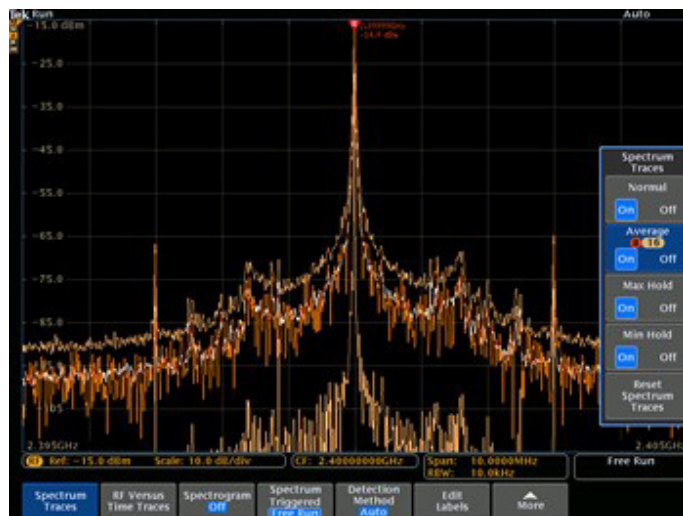 Tek Run
Auto
-15.0 dBm
-25.0
-35.0
-45.0
-55.0
-65.0
-75.0
-85.0
-105
2.395GHz
2.405GHz
RF Ref: -15.0 dBm Scale: 10.0 dB/div
CF: 2.40000000GHz
Span: 10.0000MHz
RBW: 10.0kHz
Free Run
Spectrum
Traces
Normal
On Off
Average
16
On Off
Max Hold
On Off
Min Hold
On Off
Reset
Spectrum
Traces
Spectrum
Traces
RF Versus
Time Traces
Spectrogram
Off
Spectrum
Triggered
Free Run
Detection
Method
Auto
Edit
Labels
More